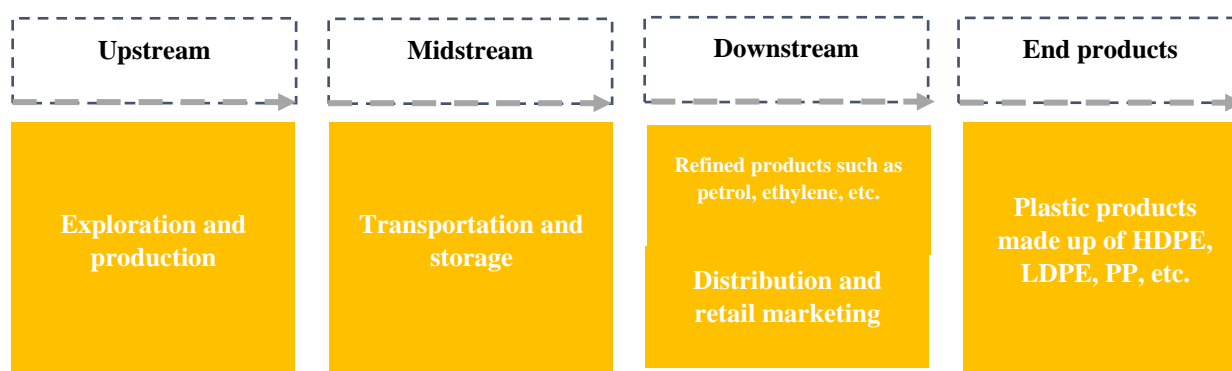 Upstream
Midstream
Downstream
End products
Exploration and
production
Transportation and
storage
Refined products such as
petrol, ethylene, etc.
Distribution and
retail marketing
Plastic products
made up of HDPE,
LDPE, PP, etc.